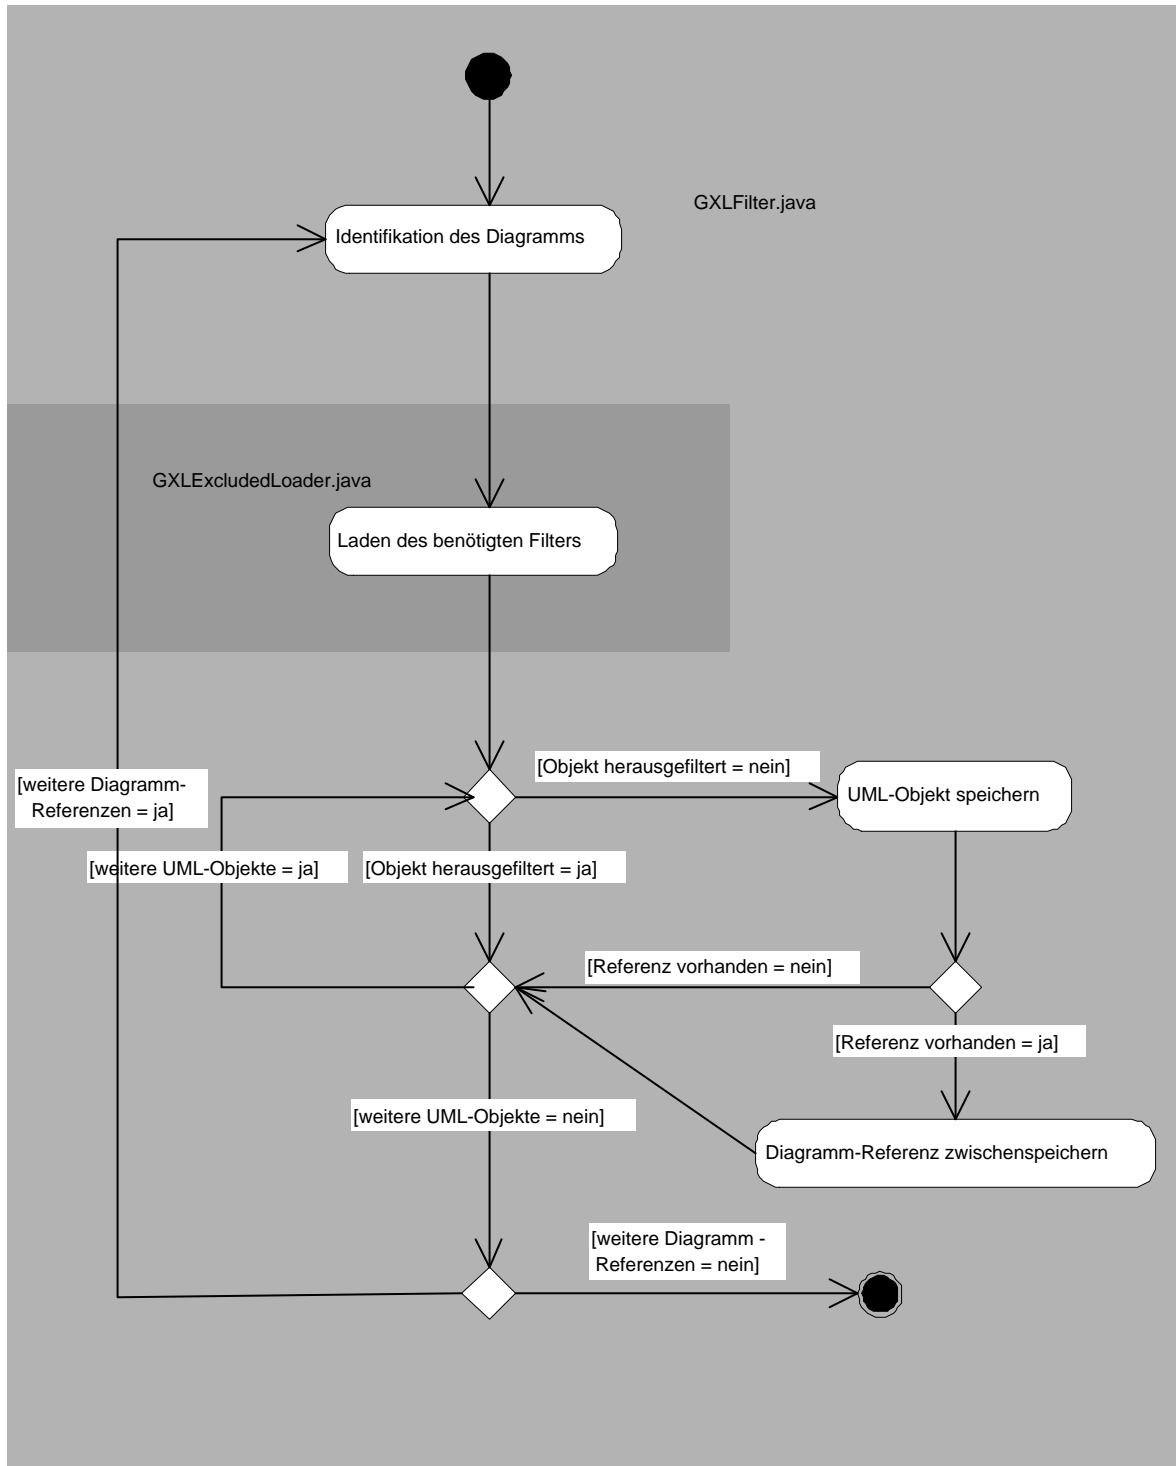 GXLFilter.java
Identifikation des Diagramms
GXLExcludedLoader.java
Laden des benötigten Filters
[Objekt herausgefiltert = nein]
[weitere Diagramm-
Referenzen = ja]
UML-Objekt speichern
[weitere UML-Objekte = ja]
[Objekt herausgefiltert = ja]
[Referenz vorhanden = nein]
[Referenz vorhanden = ja]
[weitere UML-Objekte = nein]
Diagramm-Referenz zwischenspeichern
[weitere Diagramm -
Referenzen = nein]